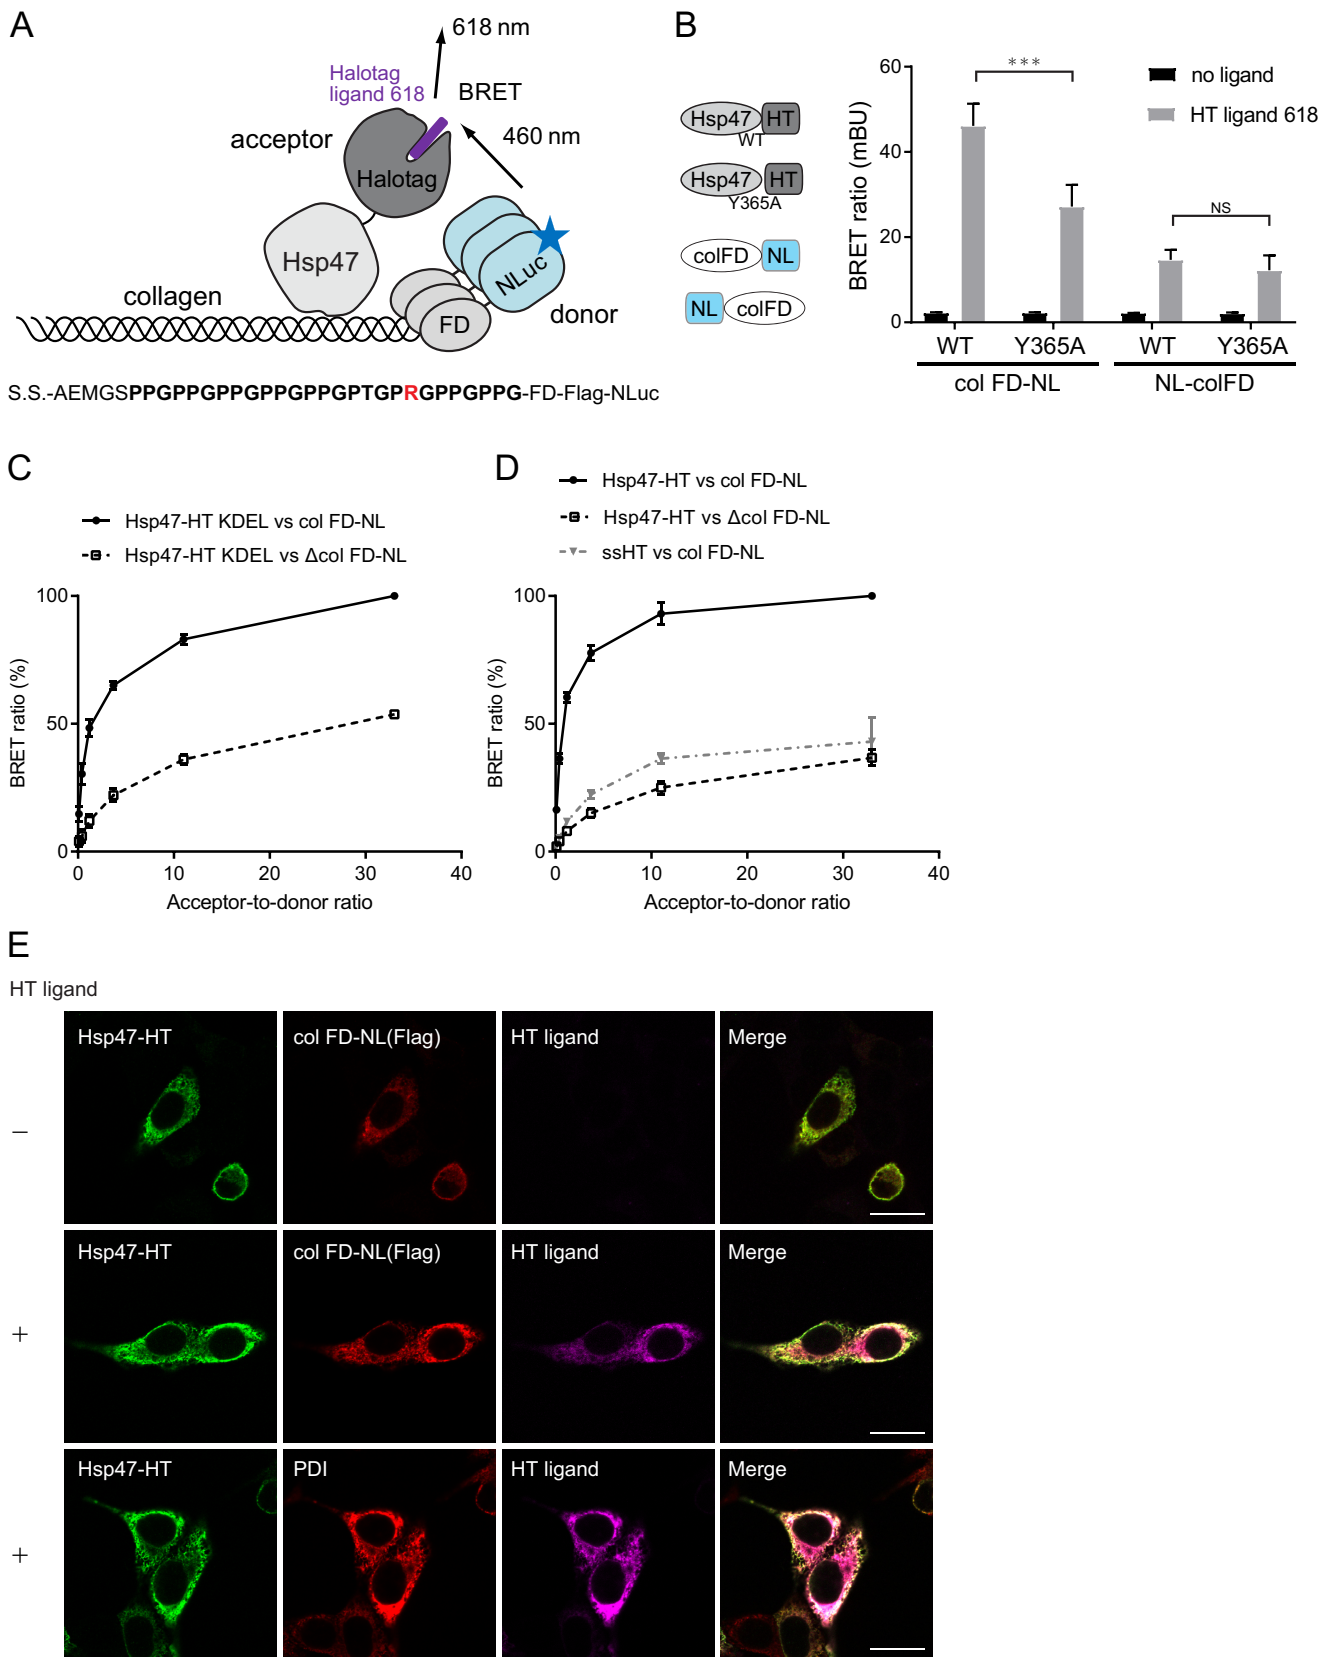 A
618 nm
Halotag
ligand 618
BRET
acceptor
460 nm
Halotag
Hsp47
NLuc
collagen
FD
donor
S.S.-AEMGSPPGPPGPPGPPGPPGPTGPRGPPGPPG-FD-Flag-NLuc
B
Hsp47 HT
WT
Hsp47 HT
Y365A
colFD NL
NL colFD
BRET ratio (mBU)
60
40
20
0
***
NS
no ligand
HT ligand 618
WT Y365A WT Y365A
col FD-NL NL-colFD
C
Hsp47-HT KDEL vs col FD-NL
Hsp47-HT KDEL vs Δcol FD-NL
BRET ratio (%)
100
50
0
0 10 20 30 40
Acceptor-to-donor ratio
D
Hsp47-HT vs col FD-NL
Hsp47-HT vs Δcol FD-NL
ssHT vs col FD-NL
BRET ratio (%)
100
50
0
0 10 20 30 40
Acceptor-to-donor ratio
E
HT ligand
Hsp47-HT col FD-NL(Flag) HT ligand Merge
−
Hsp47-HT col FD-NL(Flag) HT ligand Merge
+
Hsp47-HT PDI HT ligand Merge
+